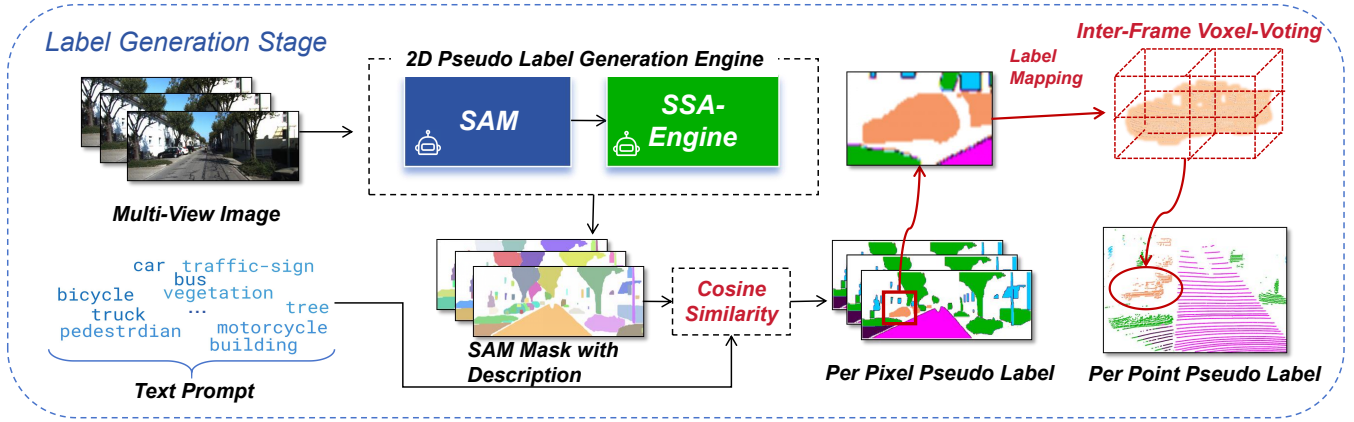 Label Generation Stage
2D Pseudo Label Generation Engine
SAM
SSA-
Engine
Multi-View Image
Label
Mapping
Inter-Frame Voxel-Voting
car traffic-sign
bus
bicycle vegetation
truck ... tree
pedestrdian motorcycle
building
Text Prompt
SAM Mask with
Description
Cosine
Similarity
Per Pixel Pseudo Label
Per Point Pseudo Label